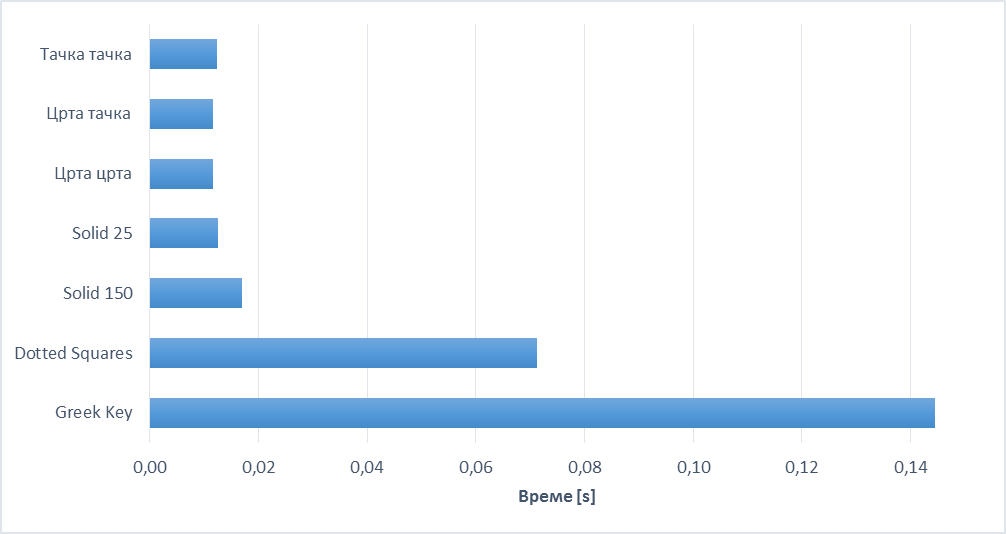 Тачка тачка
Црта тачка
Црта црта
Solid 25
Solid 150
Dotted Squares
Greek Key
0,00 0,02 0,04 0,06 0,08 0,10 0,12 0,14
Време [s]